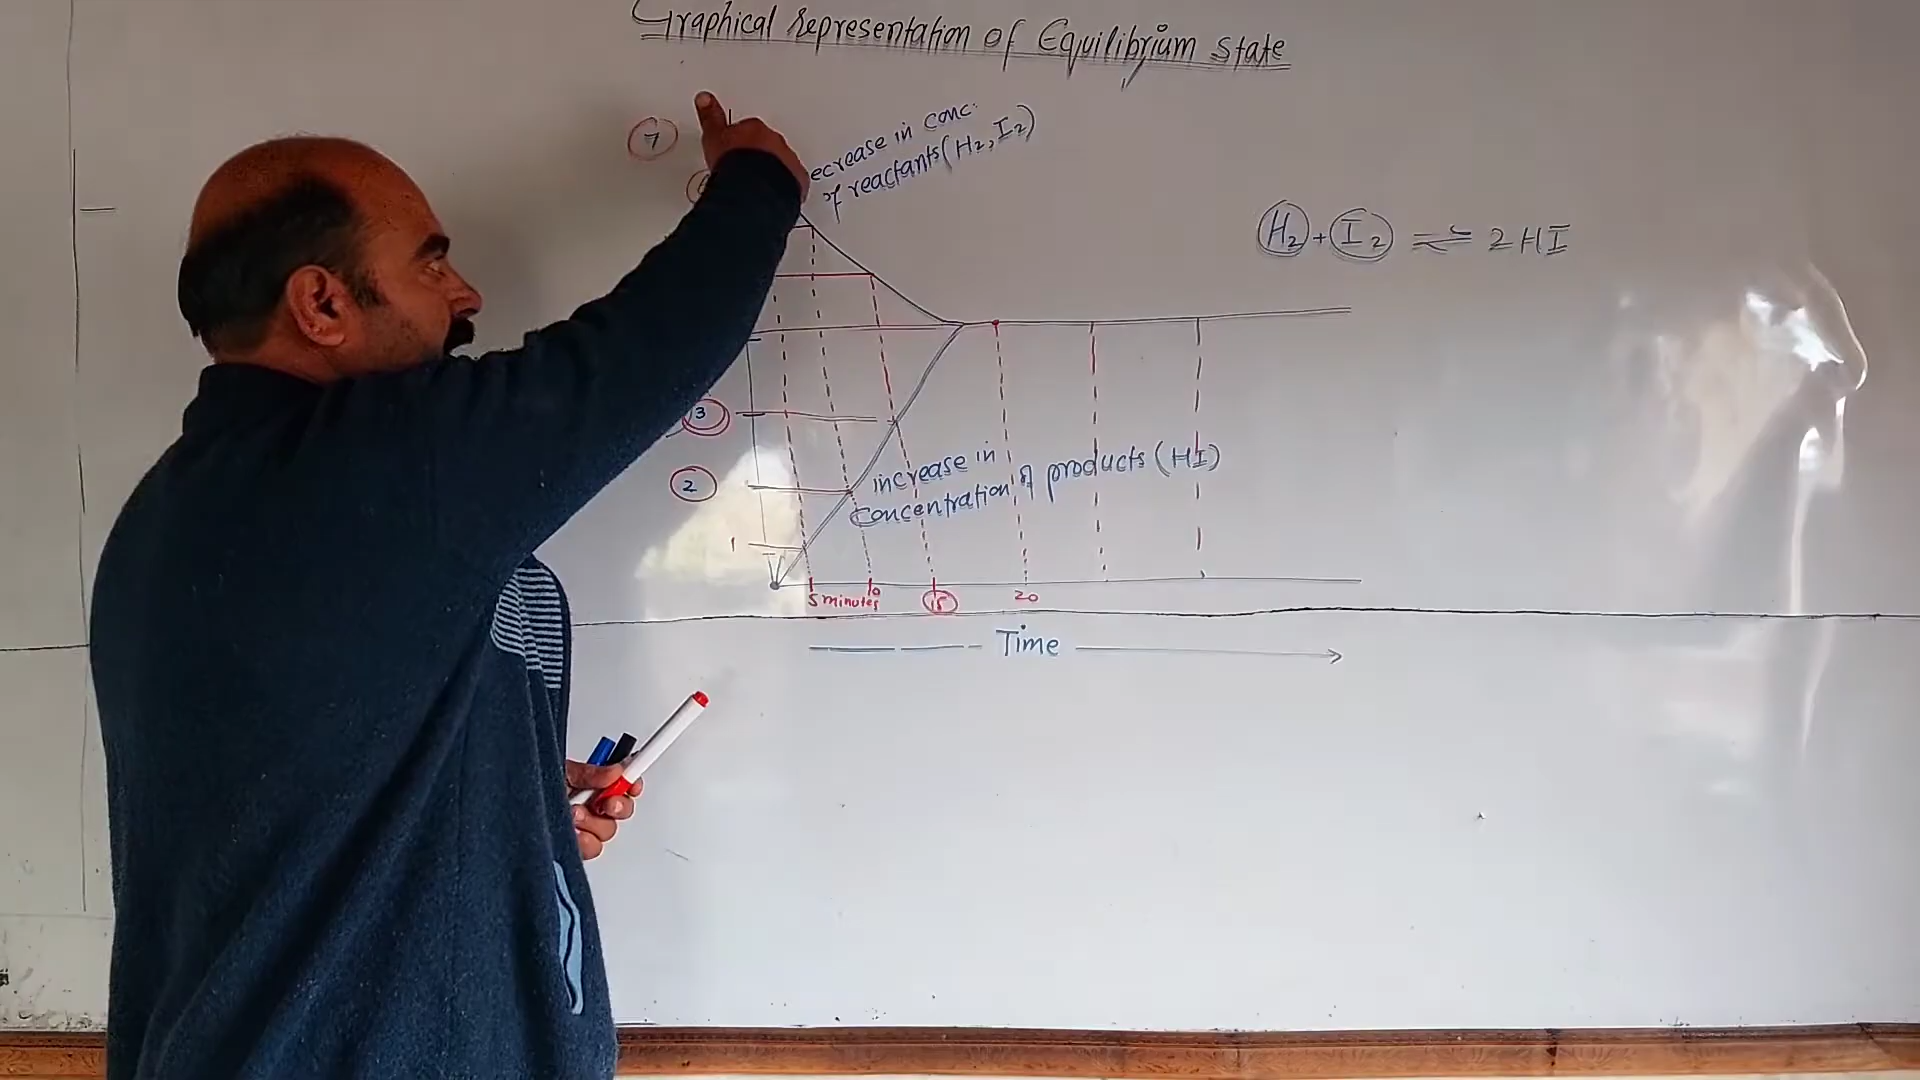 Graphical representation of Equilibrium state
7
ecrease in conc.
of reactants (H2, I2)
H2 + I2 ⇌ 2HI
3
2
increase in
concentration of products (HI)
1
5 minutes 10 15 20
Time